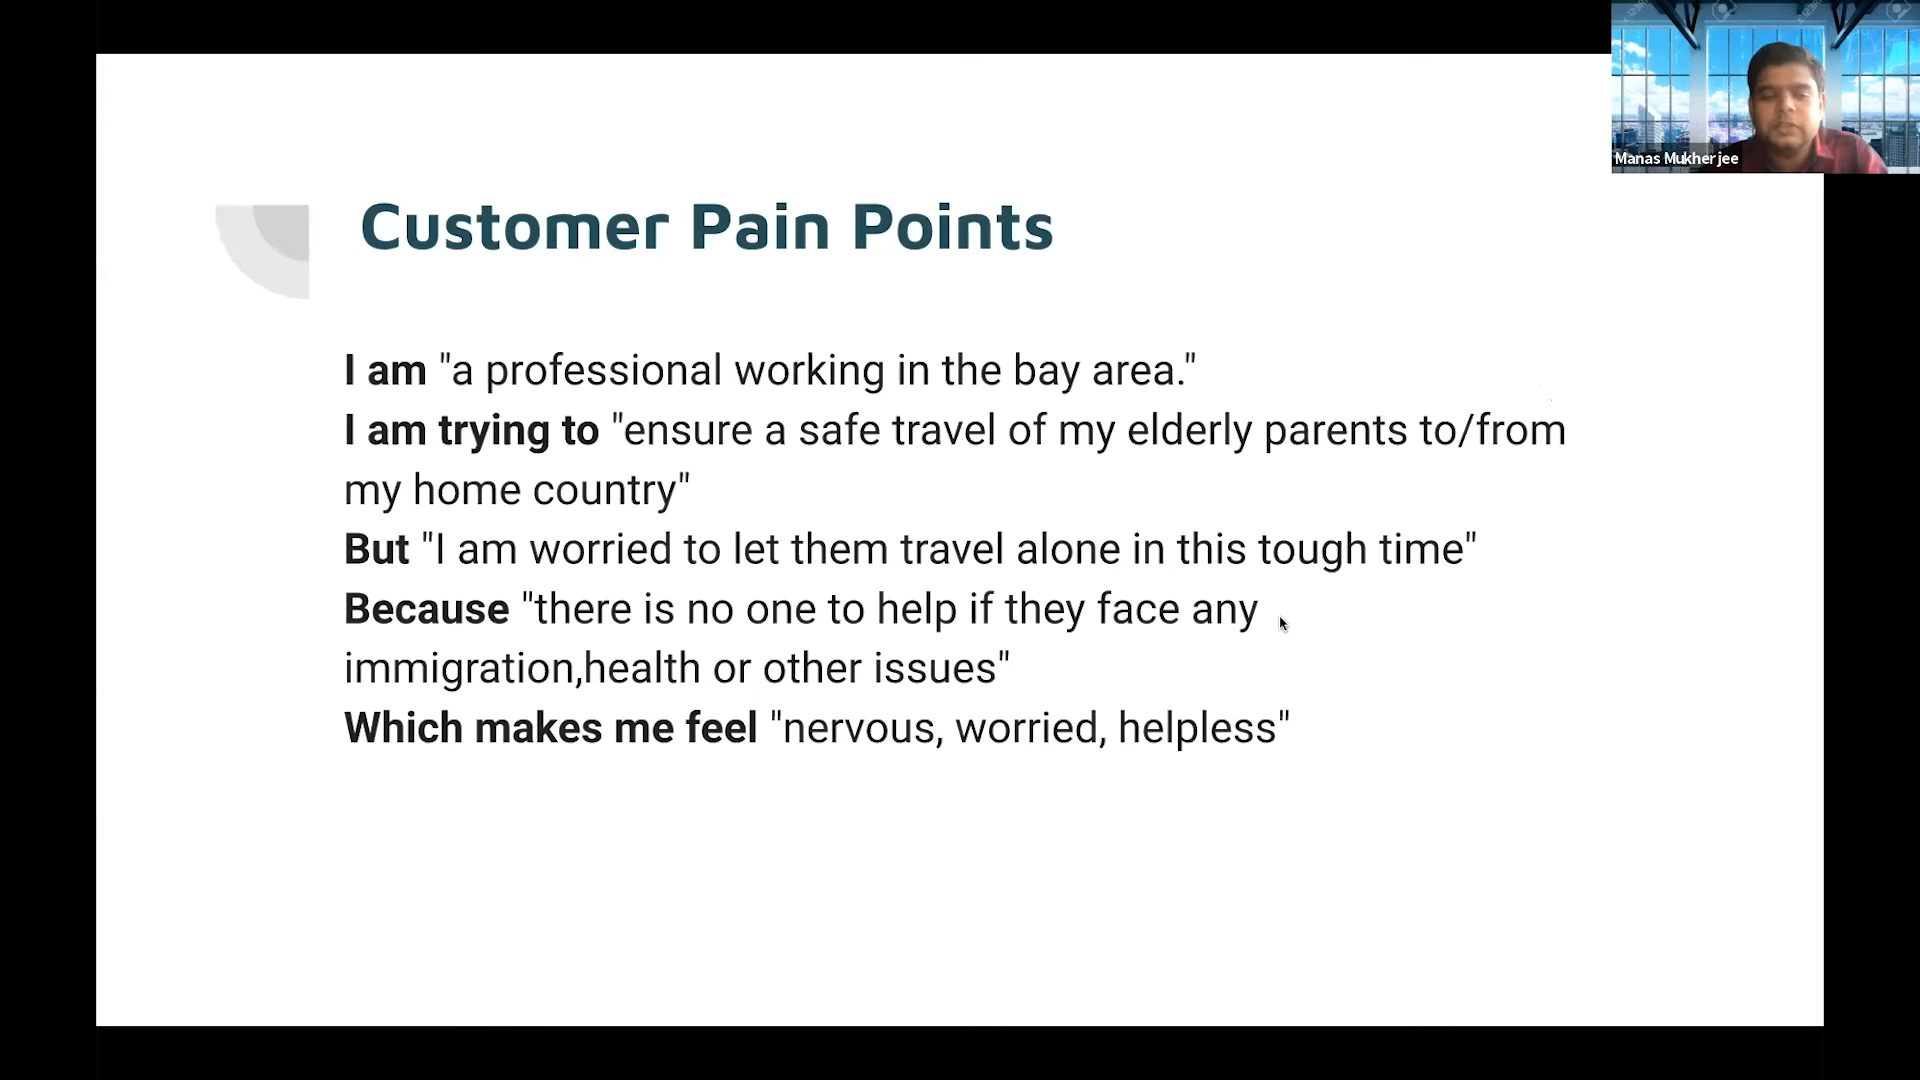 Manas Mukherjee
Customer Pain Points
I am "a professional working in the bay area."
I am trying to "ensure a safe travel of my elderly parents to/from
my home country"
But "I am worried to let them travel alone in this tough time"
Because "there is no one to help if they face any
immigration,health or other issues"
Which makes me feel "nervous, worried, helpless"